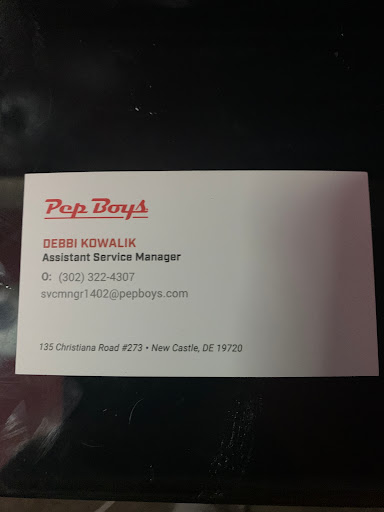 Pep Boys
DEBBI KOWALIK
Assistant Service Manager
O: (302) 322-4307
svcmngr1402@pepboys.com
135 Christiana Road #273 • New Castle, DE 19720